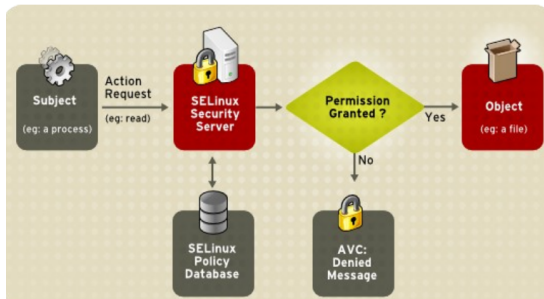 Subject
(eg: a process)
Action
Request
(eg: read)
SELinux
Security
Server
Permission
Granted ?
Yes
Object
(eg: a file)
No
SELinux
Policy
Database
AVC:
Denied
Message